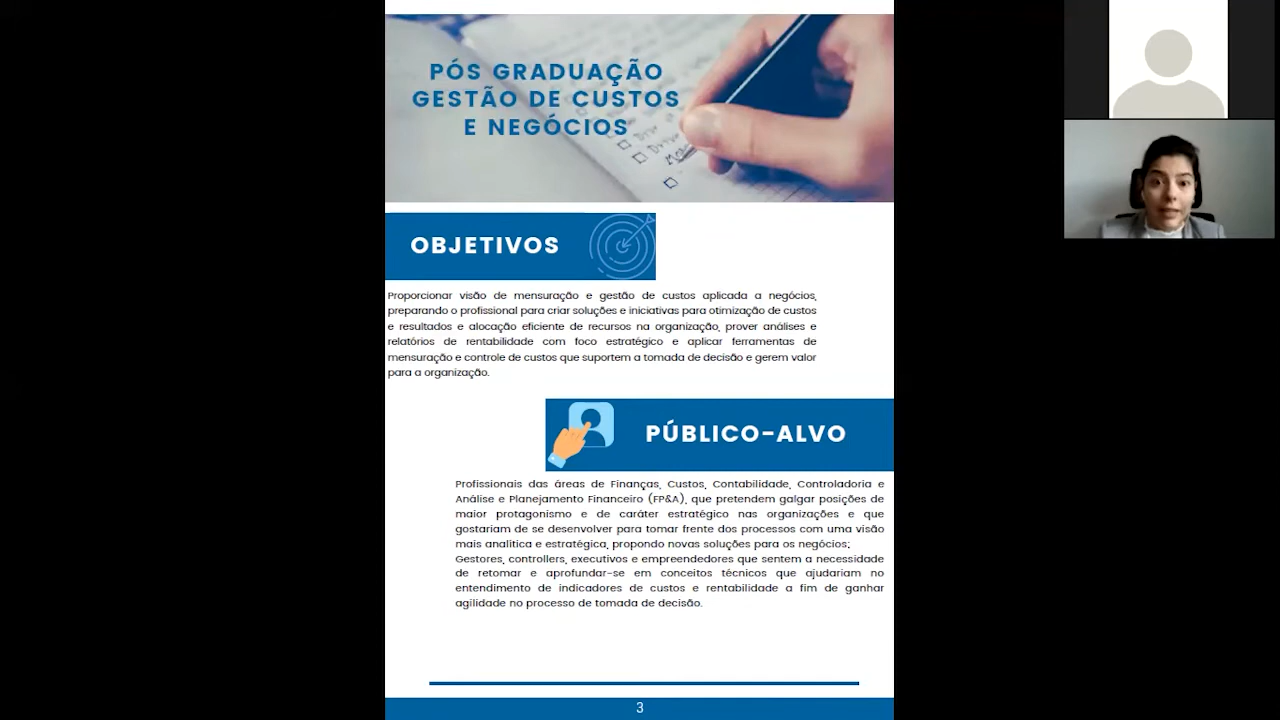 PÓS GRADUAÇÃO
GESTÃO DE CUSTOS
E NEGÓCIOS
OBJETIVOS
Proporcionar visão de mensuração e gestão de custos aplicada a negócios,
preparando o profissional para criar soluções e iniciativas para otimização de custos
e resultados e alocação eficiente de recursos na organização, prover análises e
relatórios de rentabilidade com foco estratégico e aplicar ferramentas de
mensuração e controle de custos que suportem a tomada de decisão e gerem valor
para a organização.
PÚBLICO-ALVO
Profissionais das áreas de Finanças, Custos, Contabilidade, Controladoria e
Análise e Planejamento Financeiro (FP&A), que pretendem galgar posições de
maior protagonismo e de caráter estratégico nas organizações e que
gostariam de se desenvolver para tomar frente dos processos com uma visão
mais analítica e estratégica, propondo novas soluções para os negócios;
Gestores, controllers, executivos e empreendedores que sentem a necessidade
de retomar e aprofundar-se em conceitos técnicos que ajudariam no
entendimento de indicadores de custos e rentabilidade a fim de ganhar
agilidade no processo de tomada de decisão.
3